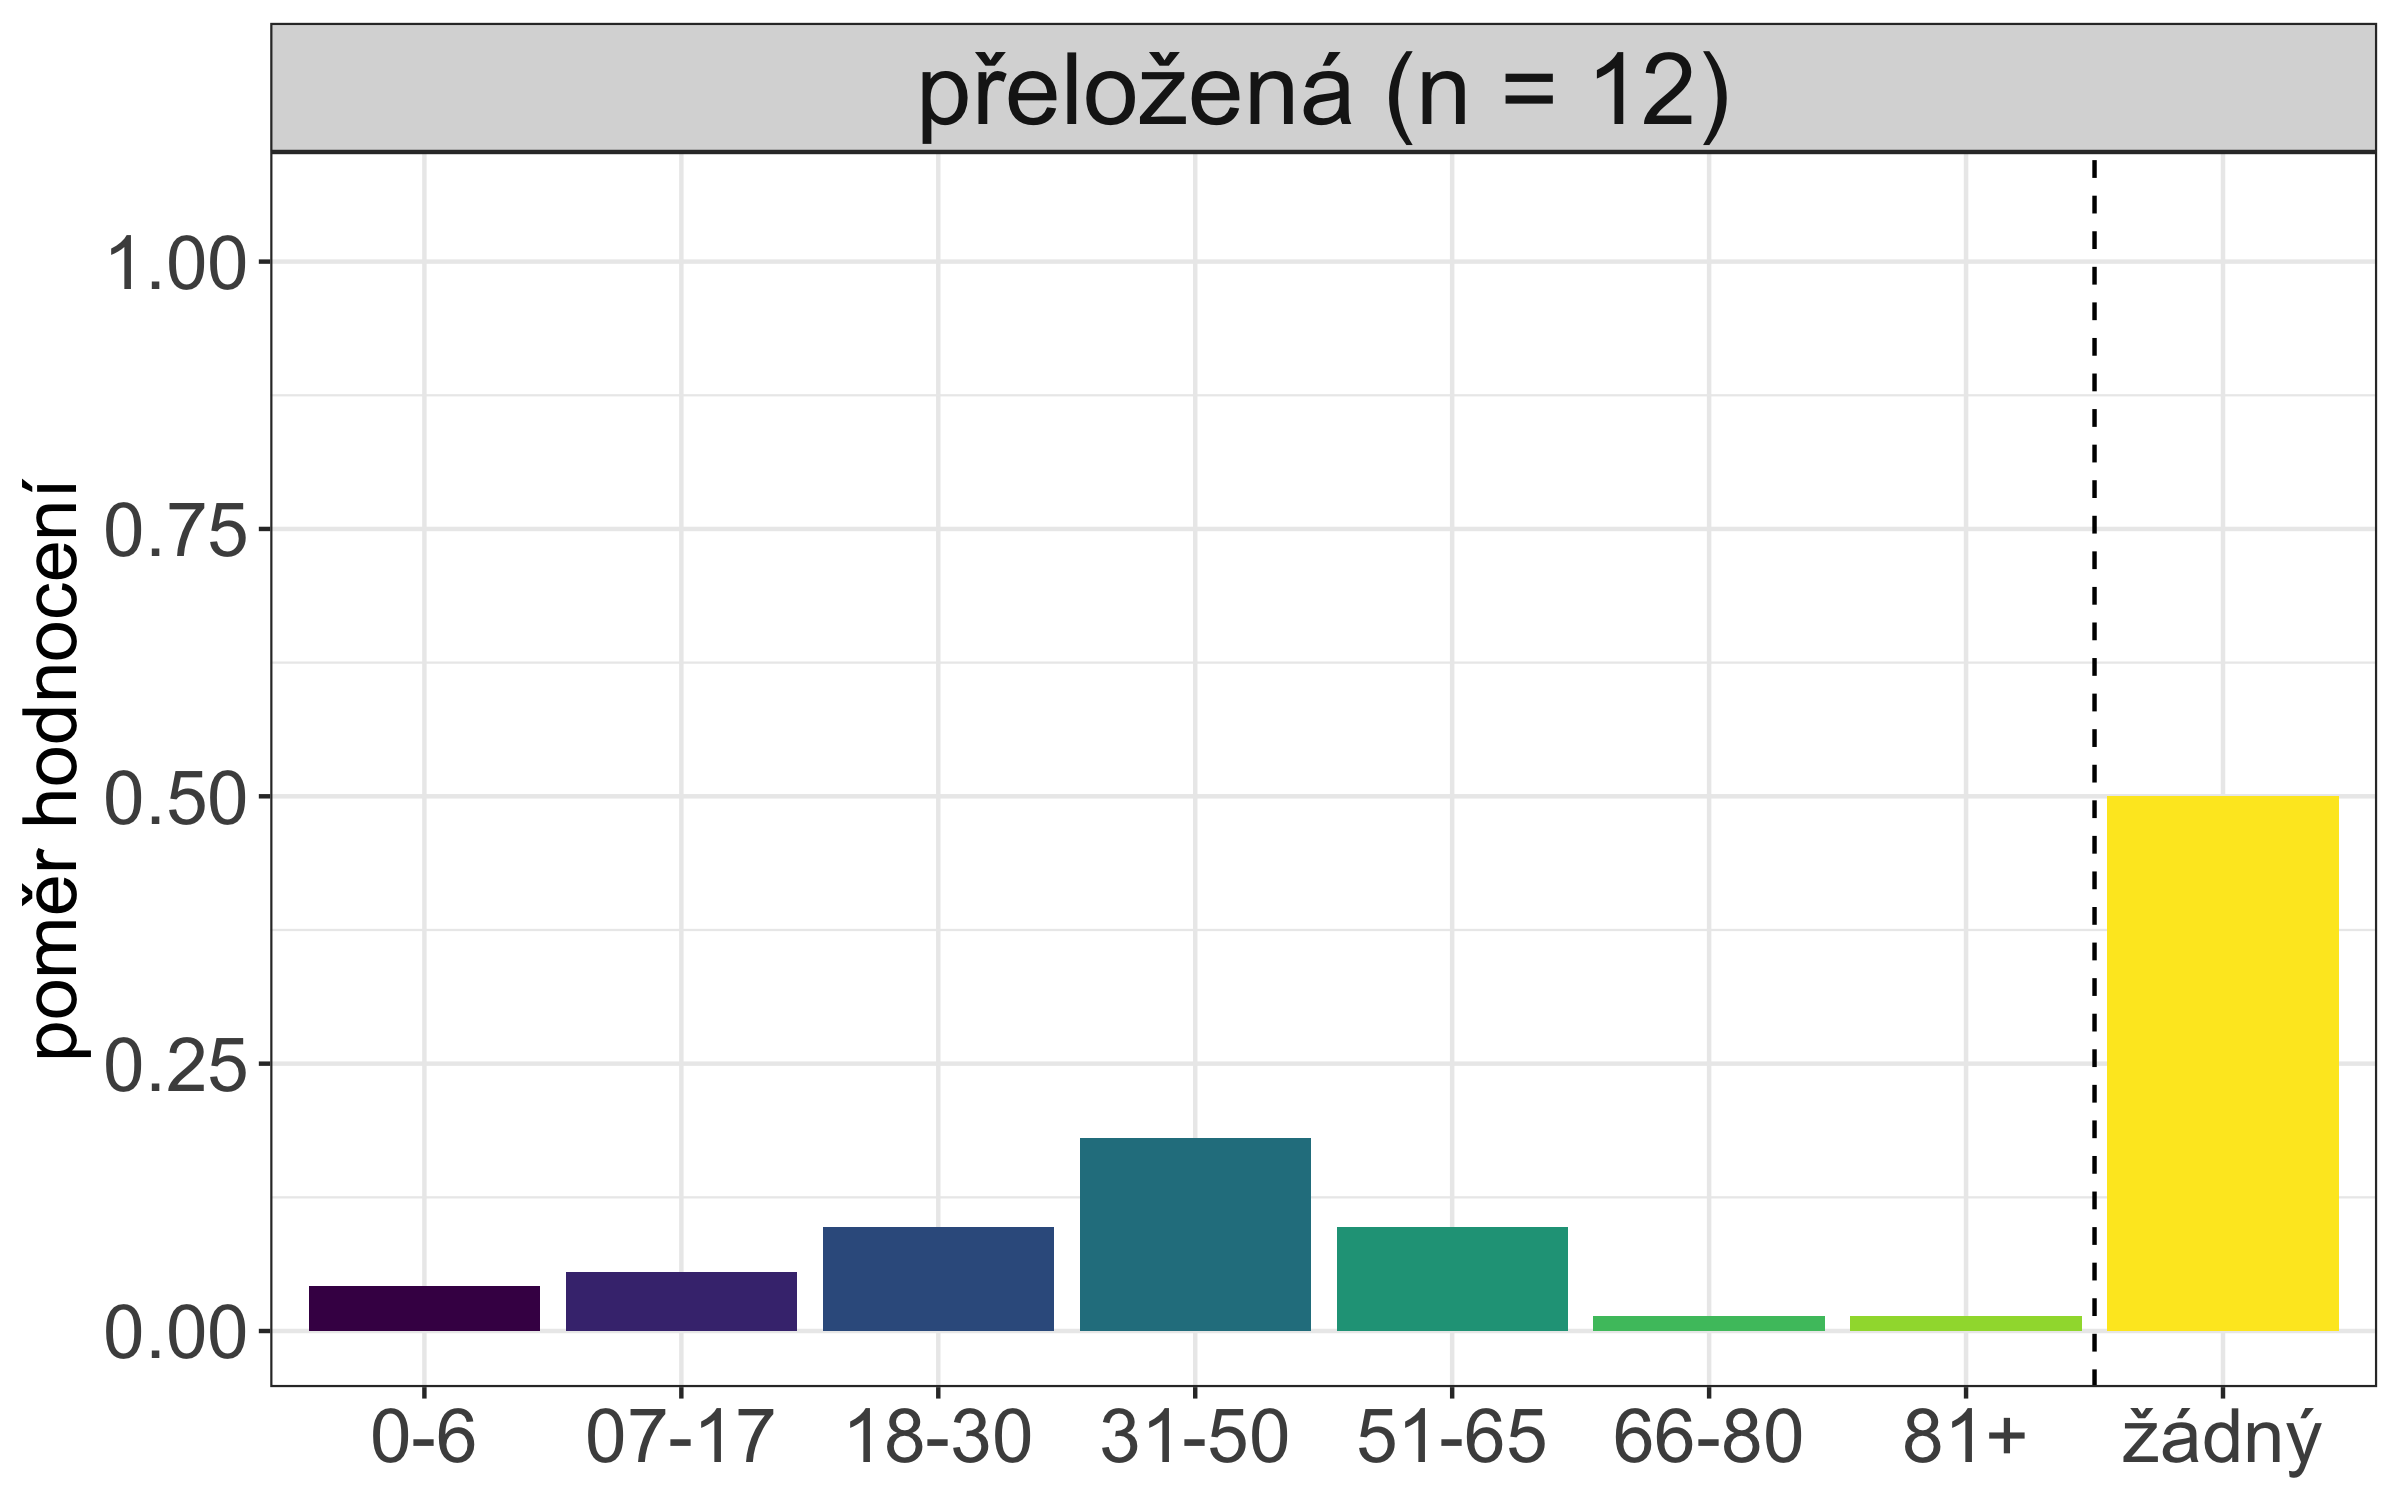 přeložená (n = 12)
poměr hodnocení
1.00
0.75
0.50
0.25
0.00
0-6 07-17 18-30 31-50 51-65 66-80 81+ žádný